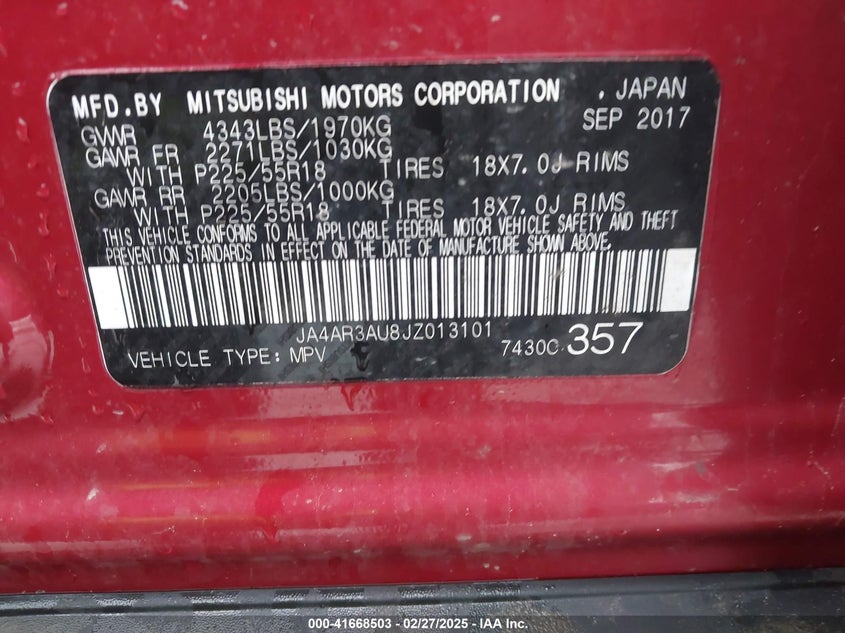 MFD.BY MITSUBISHI MOTORS CORPORATION . JAPAN
GVWR 4343LBS/1970KG SEP 2017
GAWR FR 2271LBS/1030KG
WITH P225/55R18 TIRES 18X7.0J RIMS
GAWR RR 2205LBS/1000KG
WITH P225/55R18 TIRES 18X7.0J RIMS
THIS VEHICLE CONFORMS TO ALL APPLICABLE FEDERAL MOTOR VEHICLE SAFETY AND THEFT
PREVENTION STANDARDS IN EFFECT ON THE DATE OF MANUFACTURE SHOWN ABOVE.
JA4AR3AU8JZ013101
VEHICLE TYPE: MPV 74300 357
000-41668503 - 02/27/2025 - IAAI.com